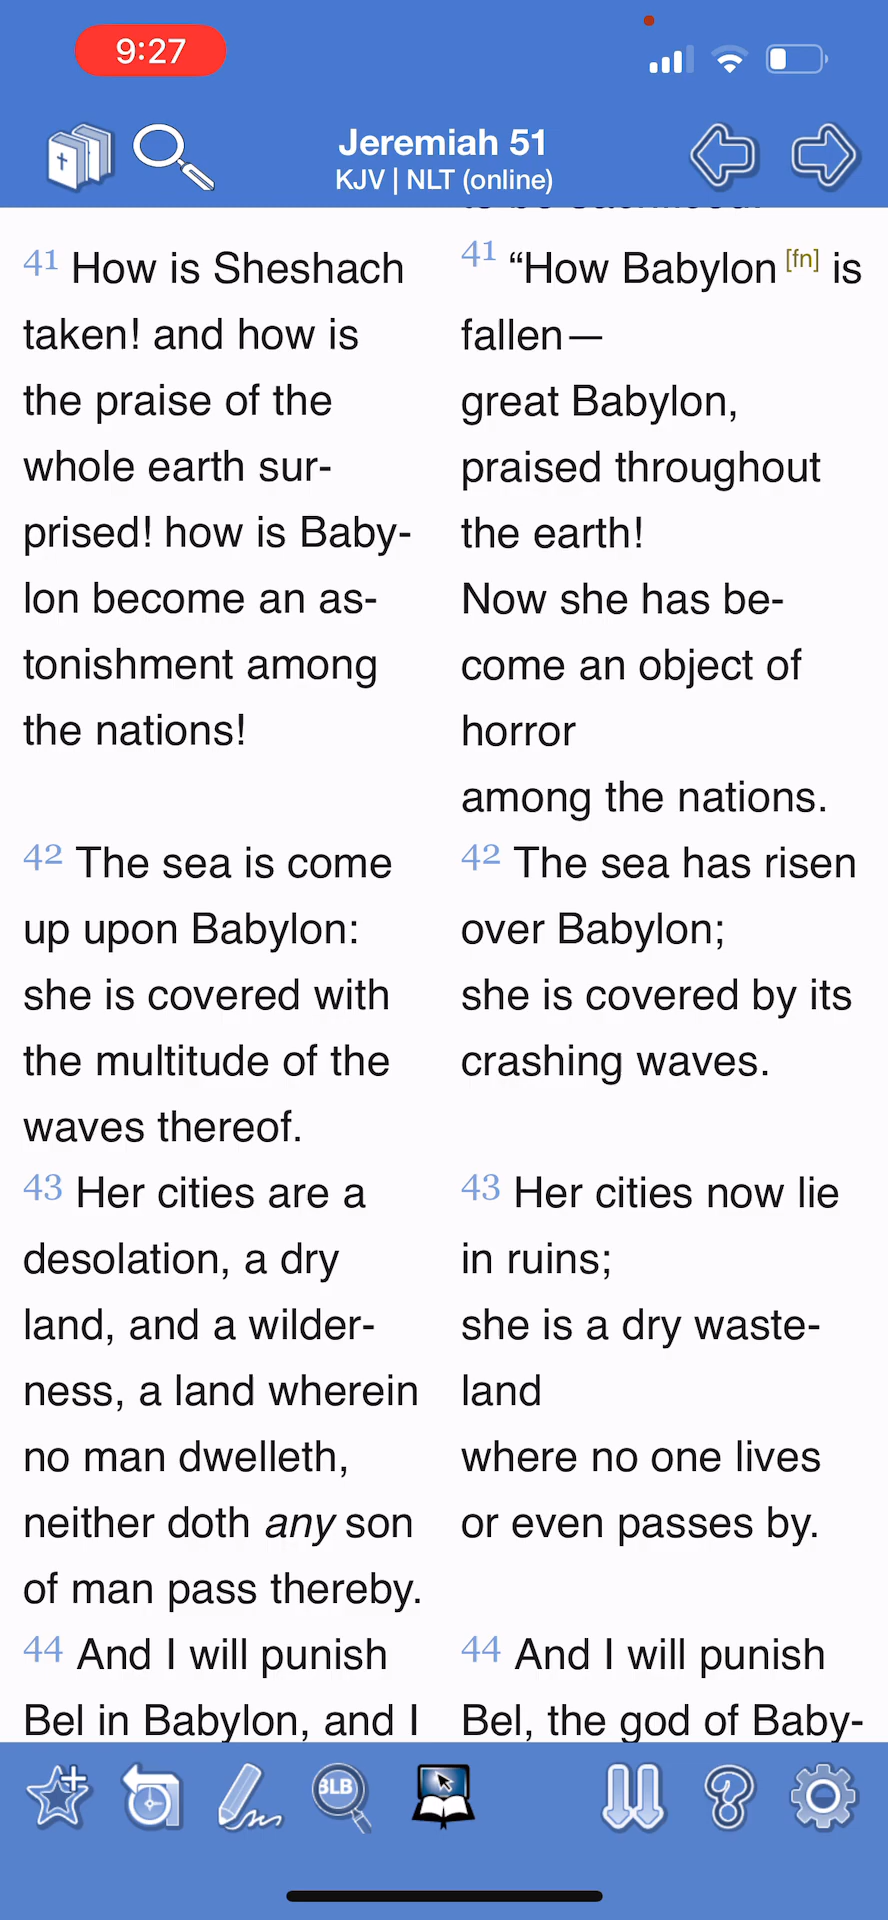 9:27
Jeremiah 51
KJV | NLT (online)
41 How is Sheshach
taken! and how is
the praise of the
whole earth sur-
prised! how is Baby-
lon become an as-
tonishment among
the nations!
42 The sea is come
up upon Babylon:
she is covered with
the multitude of the
waves thereof.
43 Her cities are a
desolation, a dry
land, and a wilder-
ness, a land wherein
no man dwelleth,
neither doth any son
of man pass thereby.
44 And I will punish
Bel in Babylon, and I
41 “How Babylon [fn] is
fallen—
great Babylon,
praised throughout
the earth!
Now she has be-
come an object of
horror
among the nations.
42 The sea has risen
over Babylon;
she is covered by its
crashing waves.
43 Her cities now lie
in ruins;
she is a dry waste-
land
where no one lives
or even passes by.
44 And I will punish
Bel, the god of Baby-
BLB